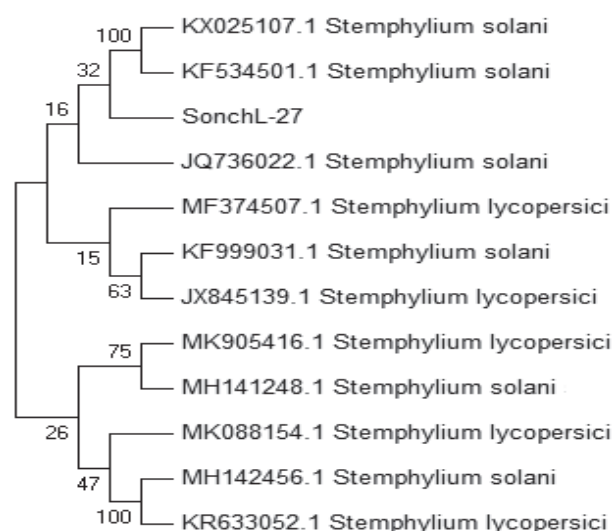 KX025107.1 Stemphylium solani
100
KF534501.1 Stemphylium solani
32
SonchL-27
16
JQ736022.1 Stemphylium solani
MF374507.1 Stemphylium lycopersici
KF999031.1 Stemphylium solani
15
63
JX845139.1 Stemphylium lycopersici
MK905416.1 Stemphylium lycopersici
75
MH141248.1 Stemphylium solani
MK088154.1 Stemphylium lycopersici
26
MH142456.1 Stemphylium solani
47
100
KR633052.1 Stemphylium lycopersici